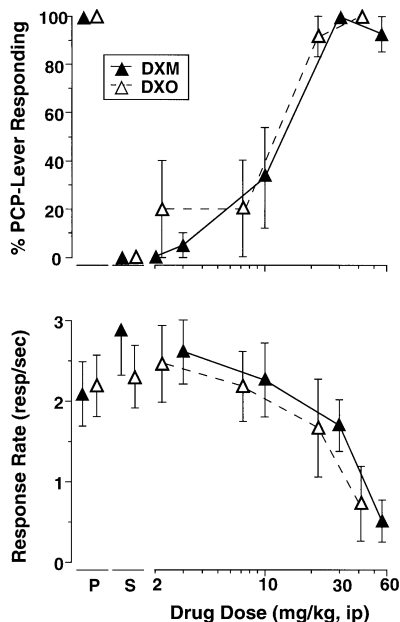 % PCP-Lever Responding
100
80
60
40
20
0
DXM
DXO
Response Rate (resp/sec)
3
2
1
0
P S 2 10 30 60
Drug Dose (mg/kg, ip)